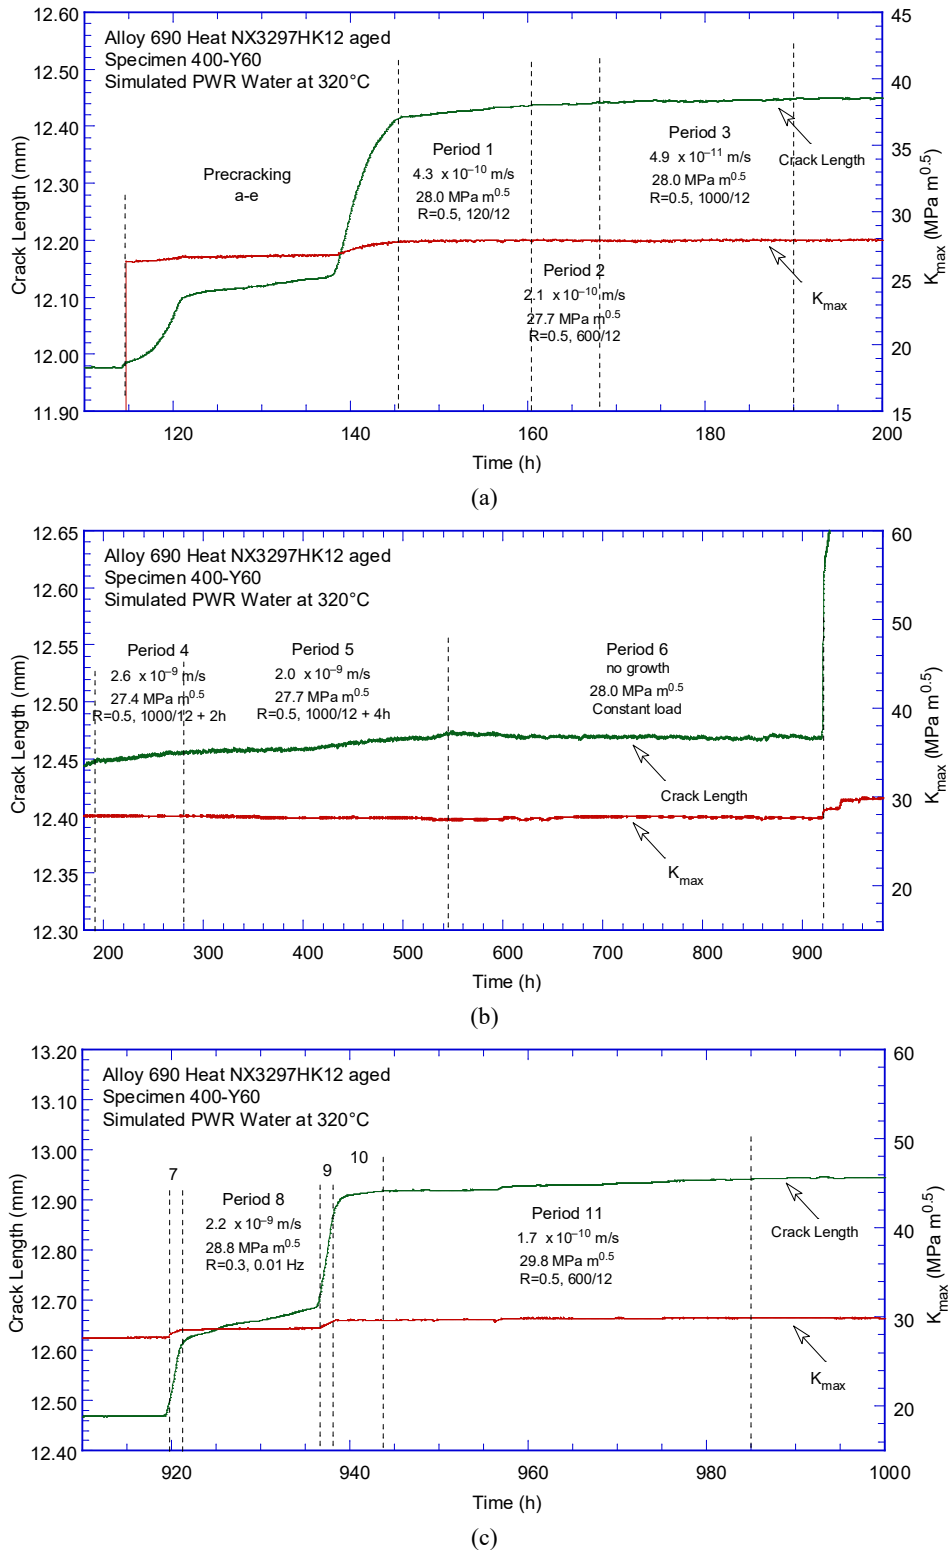 Alloy 690 Heat NX3297HK12 aged
Specimen 400-Y60
Simulated PWR Water at 320°C
Precracking
a-e
Period 1
4.3 x 10⁻¹⁰ m/s
28.0 MPa m⁰·⁵
R=0.5, 120/12
Period 2
2.1 x 10⁻¹⁰ m/s
27.7 MPa m⁰·⁵
R=0.5, 600/12
Period 3
4.9 x 10⁻¹¹ m/s
28.0 MPa m⁰·⁵
R=0.5, 1000/12
Crack Length
Kmax
Crack Length (mm)
12.60
12.50
12.40
12.30
12.20
12.10
12.00
11.90
Kmax (MPa m⁰·⁵)
45
40
35
30
25
20
15
120 140 160 180 200
Time (h)
(a)
Alloy 690 Heat NX3297HK12 aged
Specimen 400-Y60
Simulated PWR Water at 320°C
Period 4
2.6 x 10⁻⁹ m/s
27.4 MPa m⁰·⁵
R=0.5, 1000/12 + 2h
Period 5
2.0 x 10⁻⁹ m/s
27.7 MPa m⁰·⁵
R=0.5, 1000/12 + 4h
Period 6
no growth
28.0 MPa m⁰·⁵
Constant load
Crack Length
Kmax
Crack Length (mm)
12.65
12.60
12.55
12.50
12.45
12.40
12.35
12.30
Kmax (MPa m⁰·⁵)
60
50
40
30
20
200 300 400 500 600 700 800 900
Time (h)
(b)
Alloy 690 Heat NX3297HK12 aged
Specimen 400-Y60
Simulated PWR Water at 320°C
7
Period 8
2.2 x 10⁻⁹ m/s
28.8 MPa m⁰·⁵
R=0.3, 0.01 Hz
9
10
Period 11
1.7 x 10⁻¹⁰ m/s
29.8 MPa m⁰·⁵
R=0.5, 600/12
Crack Length
Kmax
Crack Length (mm)
13.20
13.10
13.00
12.90
12.80
12.70
12.60
12.50
12.40
Kmax (MPa m⁰·⁵)
60
50
40
30
20
920 940 960 980 1000
Time (h)
(c)